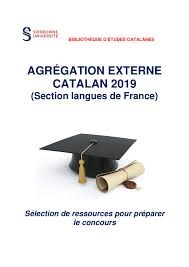 SORBONNE
UNIVERSITÉ
BIBLIOTHÈQUE D'ÉTUDES CATALANES
AGRÉGATION EXTERNE
CATALAN 2019
(Section langues de France)
Sélection de ressources pour préparer
le concours